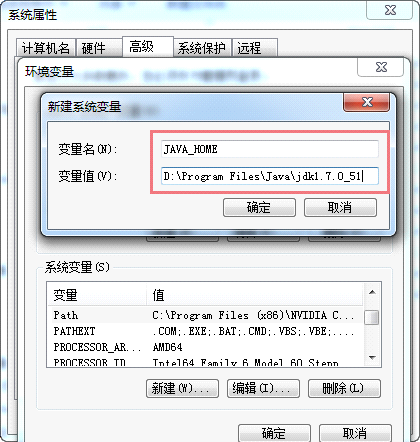 系统属性
计算机名 硬件 高级 系统保护 远程
环境变量
新建系统变量
变量名(N): JAVA_HOME
变量值(V): D:\Program Files\Java\jdk1.7.0_51
确定 取消
系统变量(S)
变量 值
Path C:\Program Files (x86)\NVIDIA C...
PATHEXT .COM;.EXE;.BAT;.CMD;.VBS;.VBE;....
PROCESSOR_AR... AMD64
PROCESSOR_ID Intel64 Family 6 Model 60 Stepp
新建(W)... 编辑(I)... 删除(L)
确定 取消